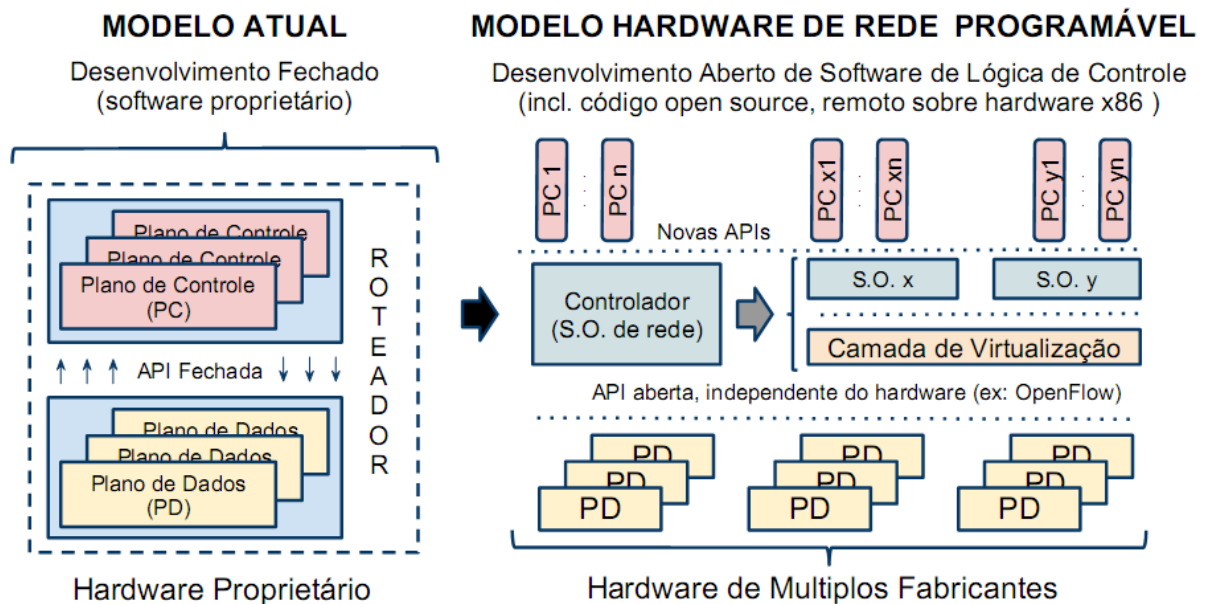 MODELO ATUAL
Desenvolvimento Fechado
(software proprietário)
Plano de Controle
Plano de Controle
Plano de Controle
(PC)
API Fechada
Plano de Dados
Plano de Dados
Plano de Dados
(PD)
ROTEADOR
Hardware Proprietário
MODELO HARDWARE DE REDE PROGRAMÁVEL
Desenvolvimento Aberto de Software de Lógica de Controle
(incl. código open source, remoto sobre hardware x86 )
PC 1
PC n
PC x1
PC xn
PC y1
PC yn
Novas APIs
Controlador
(S.O. de rede)
S.O. x
S.O. y
Camada de Virtualização
API aberta, independente do hardware (ex: OpenFlow)
PD
PD
PD
PD
PD
PD
PD
PD
PD
Hardware de Multiplos Fabricantes